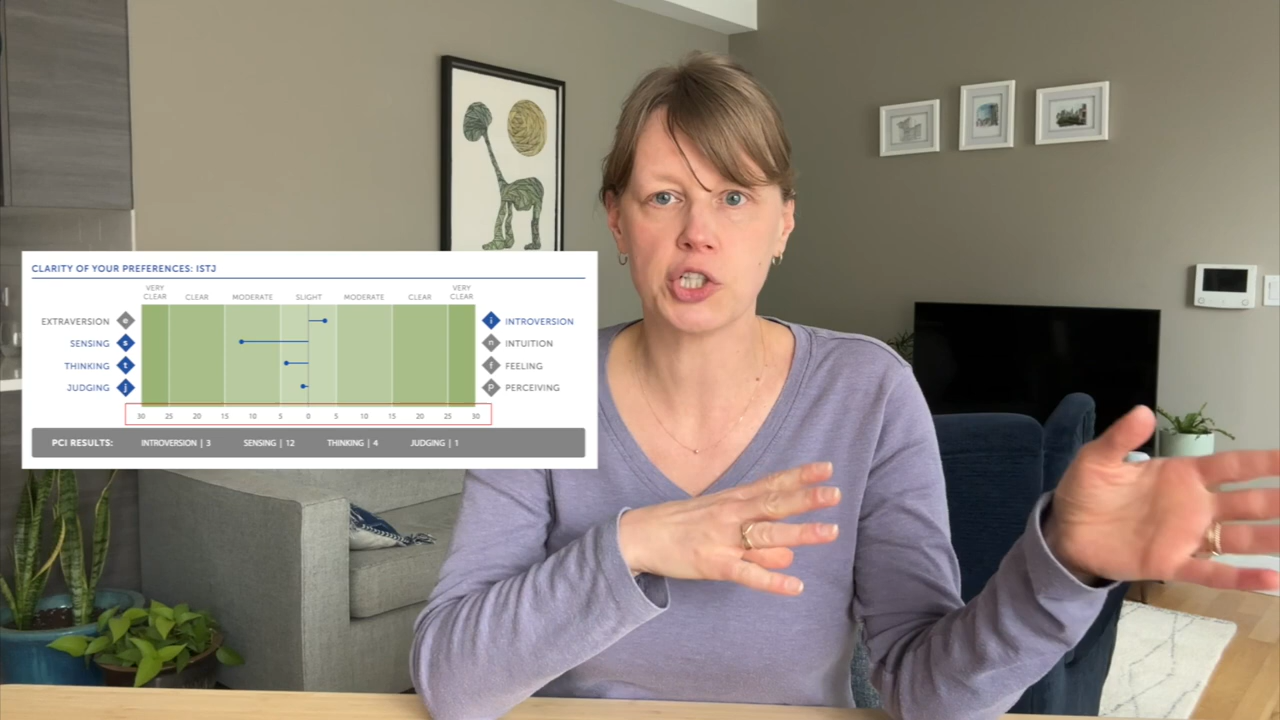 CLARITY OF YOUR PREFERENCES: ISTJ
VERY CLEAR CLEAR MODERATE SLIGHT MODERATE CLEAR VERY CLEAR
EXTRAVERSION e i INTROVERSION
SENSING s n INTUITION
THINKING t f FEELING
JUDGING j p PERCEIVING
30 25 20 15 10 5 0 5 10 15 20 25 30
PCI RESULTS: INTROVERSION | 3 SENSING | 12 THINKING | 4 JUDGING | 1